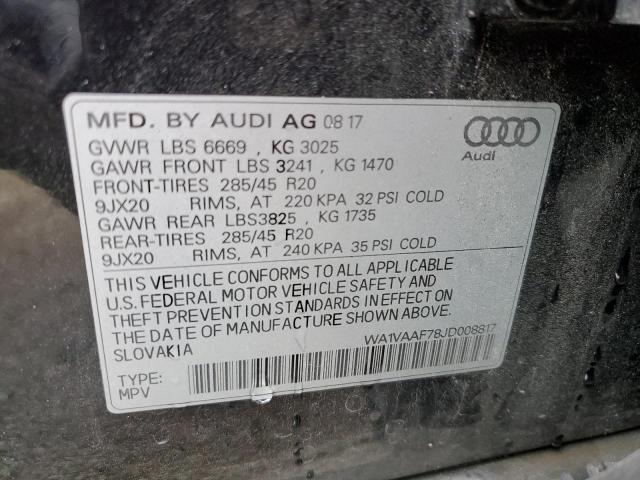 MFD. BY AUDI AG 08 17
GVWR LBS 6669 , KG 3025
GAWR FRONT LBS 3241 , KG 1470
FRONT-TIRES 285/45 R20
9JX20 RIMS, AT 220 KPA 32 PSI COLD
GAWR REAR LBS3825 , KG 1735
REAR-TIRES 285/45 R20
9JX20 RIMS, AT 240 KPA 35 PSI COLD
Audi
THIS VEHICLE CONFORMS TO ALL APPLICABLE
U.S. FEDERAL MOTOR VEHICLE SAFETY AND
THEFT PREVENTION STANDARDS IN EFFECT ON
THE DATE OF MANUFACTURE SHOWN ABOVE.
SLOVAKIA
WA1VAAF78JD008817
TYPE:
MPV